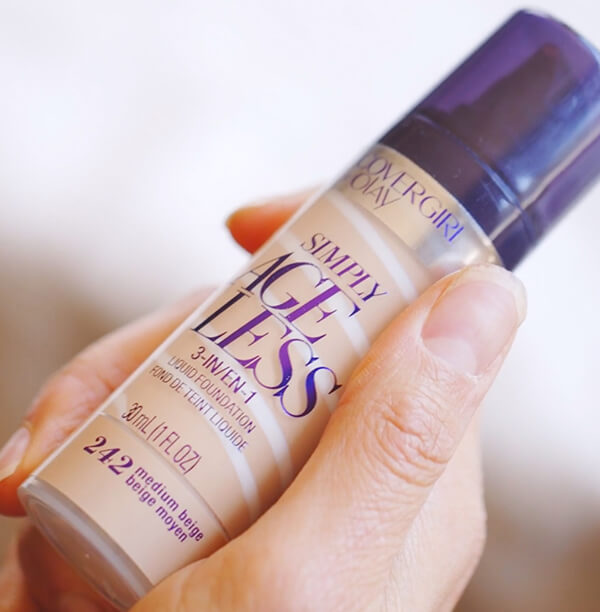 COVERGIRL
OLAY
SIMPLY
AGE
LESS
3-IN/EN-1
LIQUID FOUNDATION
FOND DE TEINT LIQUIDE
30 mL (1 FL OZ)
242 medium beige
beige moyen